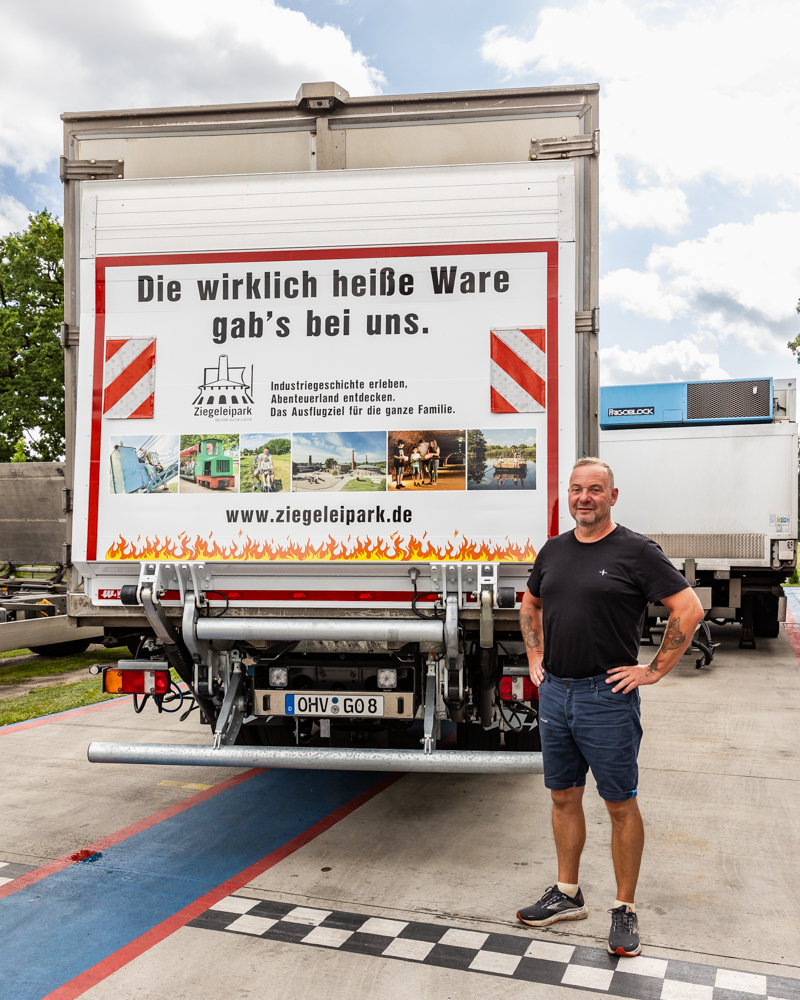 Die wirklich heiße Ware
gab’s bei uns.
Ziegeleipark
Industriegeschichte erleben,
Abenteuerland entdecken.
Das Ausflugziel für die ganze Familie.
www.ziegeleipark.de
FRIGOBLOCK
D
OHV GO 8